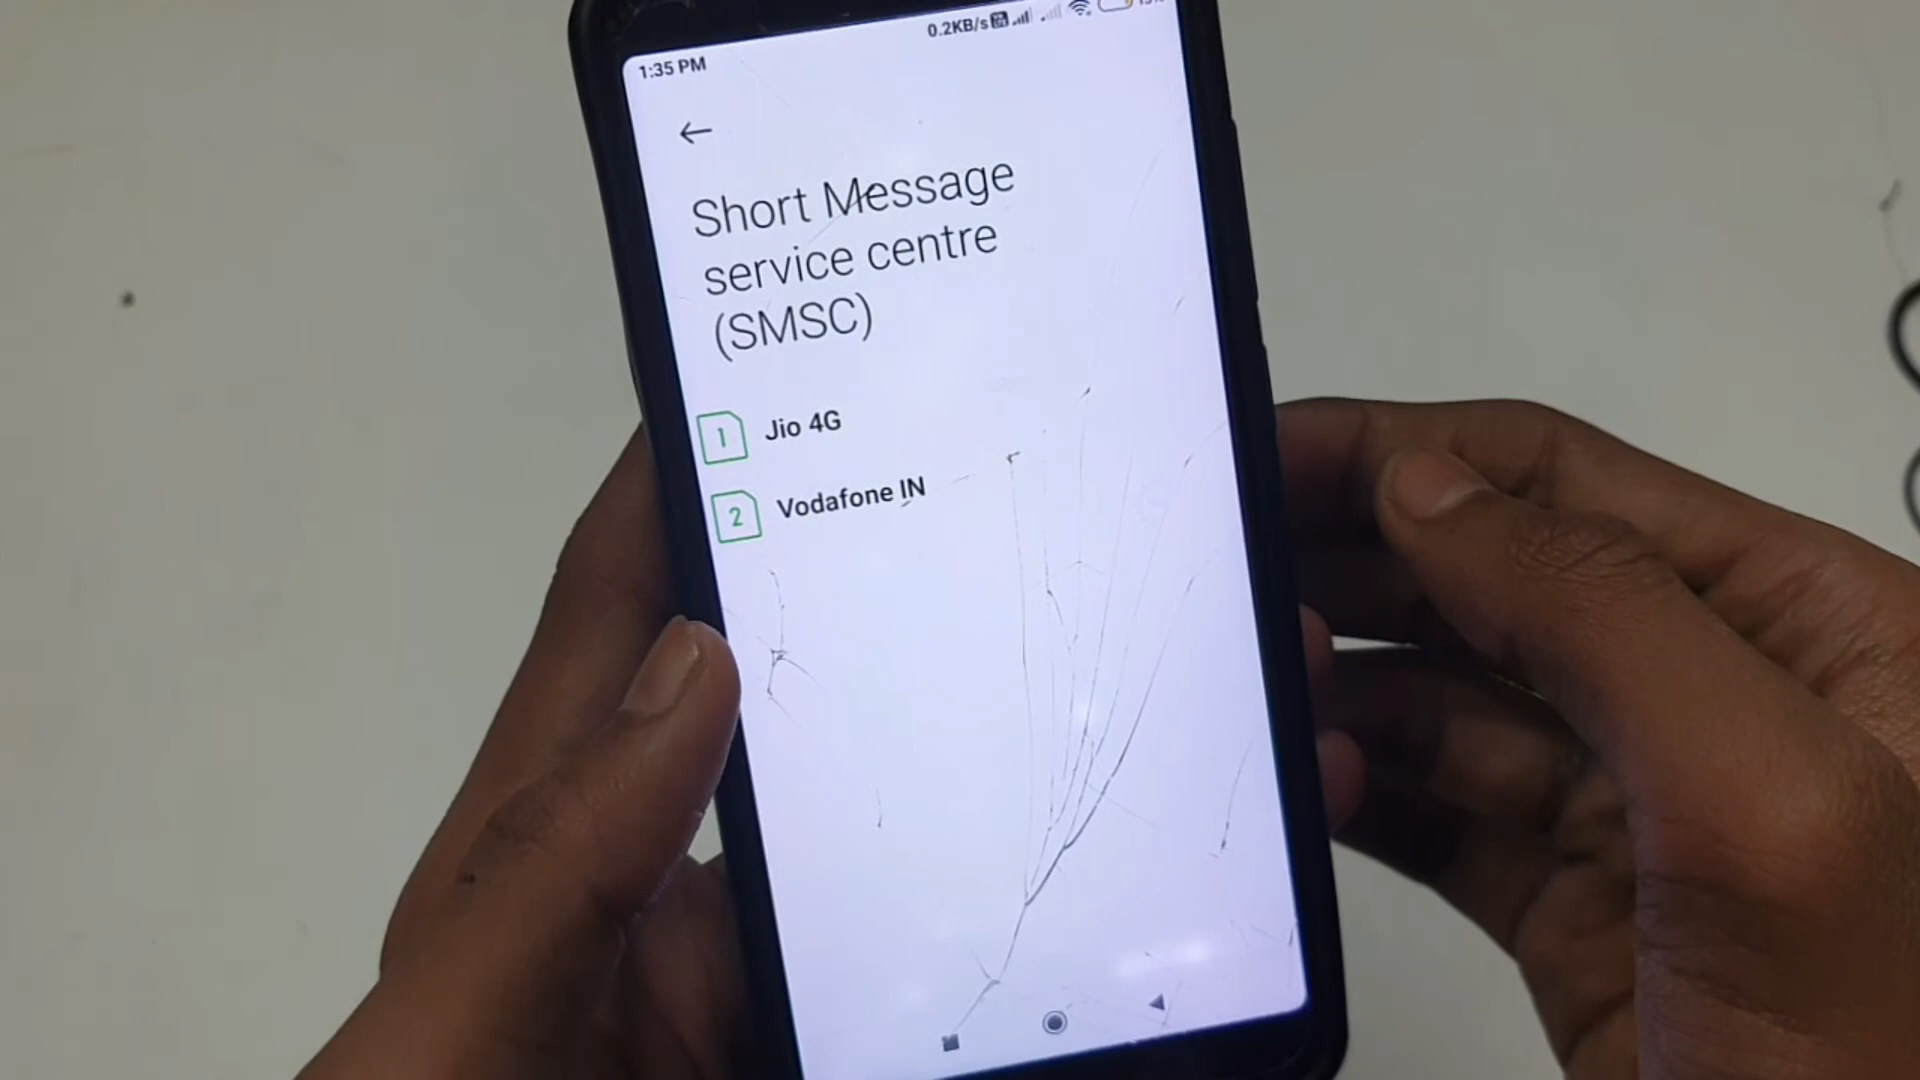 0.2KB/s
1:35 PM
Short Message
service centre
(SMSC)
1 Jio 4G
2 Vodafone IN